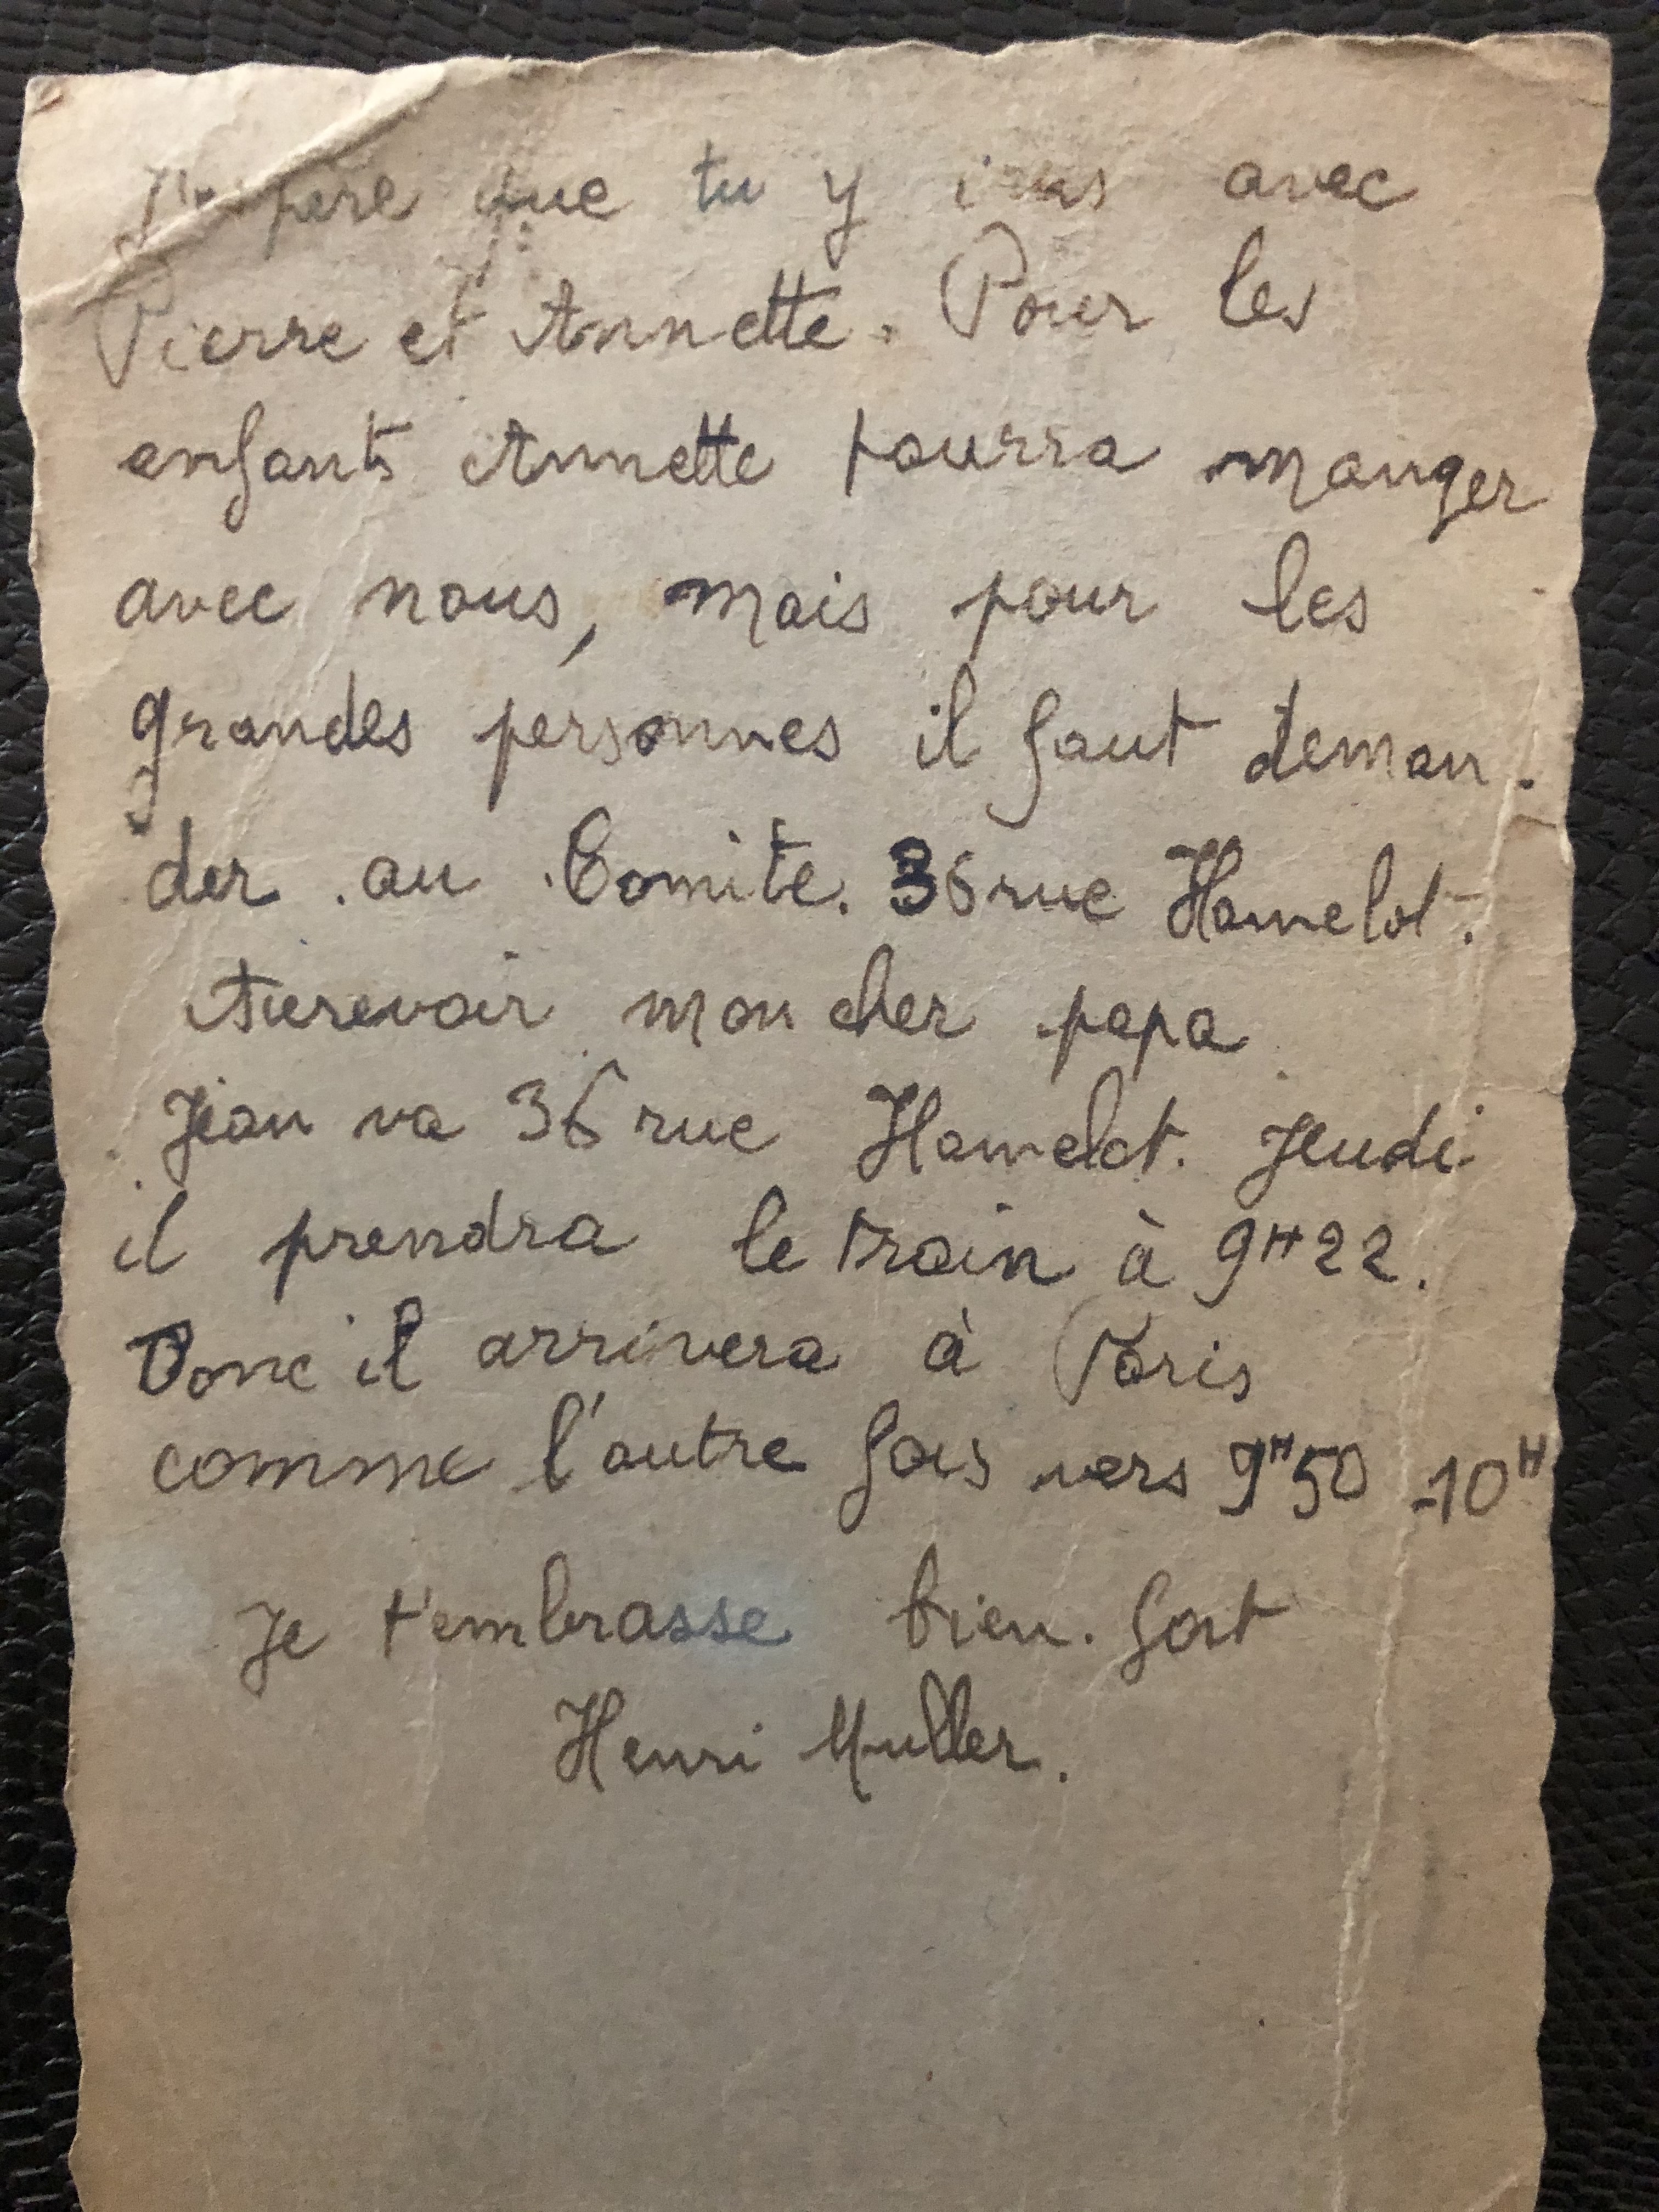 J'espère que tu y iras avec
Pierre et Annette. Pour les
enfants Annette pourra manger
avec nous, mais pour les
grandes personnes il faut deman-
der au Comite. 36 rue Hamelot.
Aurevoir mon cher papa
Jean va 36 rue Hamelot. Jeudi
il prendra le train à 9H22.
Donc il arrivera à Paris
comme l'autre fois vers 9H50 - 10H
Je t'embrasse bien fort
Henri Muller.